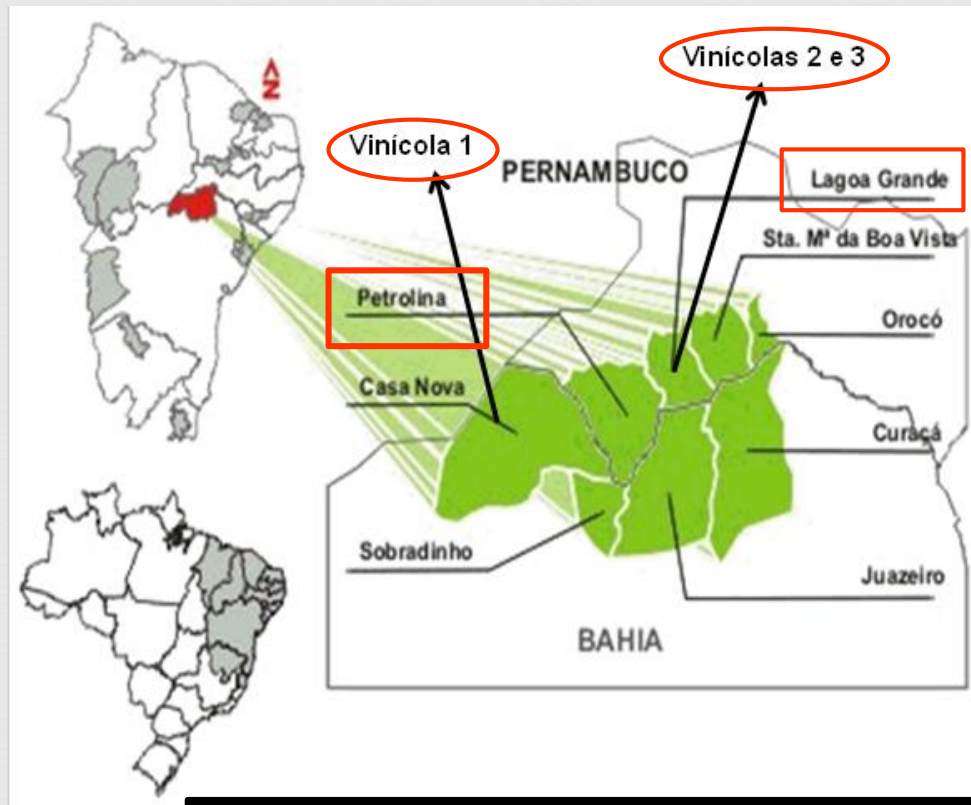 Vinícolas 2 e 3
Vinícola 1
PERNAMBUCO
Lagoa Grande
Sta. Mª da Boa Vista
Petrolina
Orocó
Casa Nova
Curaçá
Sobradinho
Juazeiro
BAHIA
N